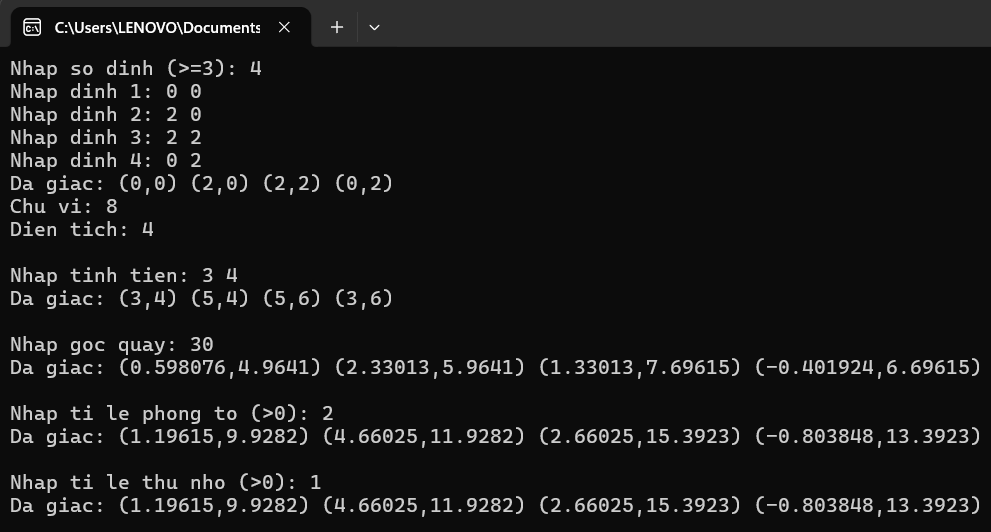 C:\Users\LENOVO\Documents
Nhap so dinh (>=3): 4
Nhap dinh 1: 0 0
Nhap dinh 2: 2 0
Nhap dinh 3: 2 2
Nhap dinh 4: 0 2
Da giac: (0,0) (2,0) (2,2) (0,2)
Chu vi: 8
Dien tich: 4
Nhap tinh tien: 3 4
Da giac: (3,4) (5,4) (5,6) (3,6)
Nhap goc quay: 30
Da giac: (0.598076,4.9641) (2.33013,5.9641) (1.33013,7.69615) (-0.401924,6.69615)
Nhap ti le phong to (>0): 2
Da giac: (1.19615,9.9282) (4.66025,11.9282) (2.66025,15.3923) (-0.803848,13.3923)
Nhap ti le thu nho (>0): 1
Da giac: (1.19615,9.9282) (4.66025,11.9282) (2.66025,15.3923) (-0.803848,13.3923)